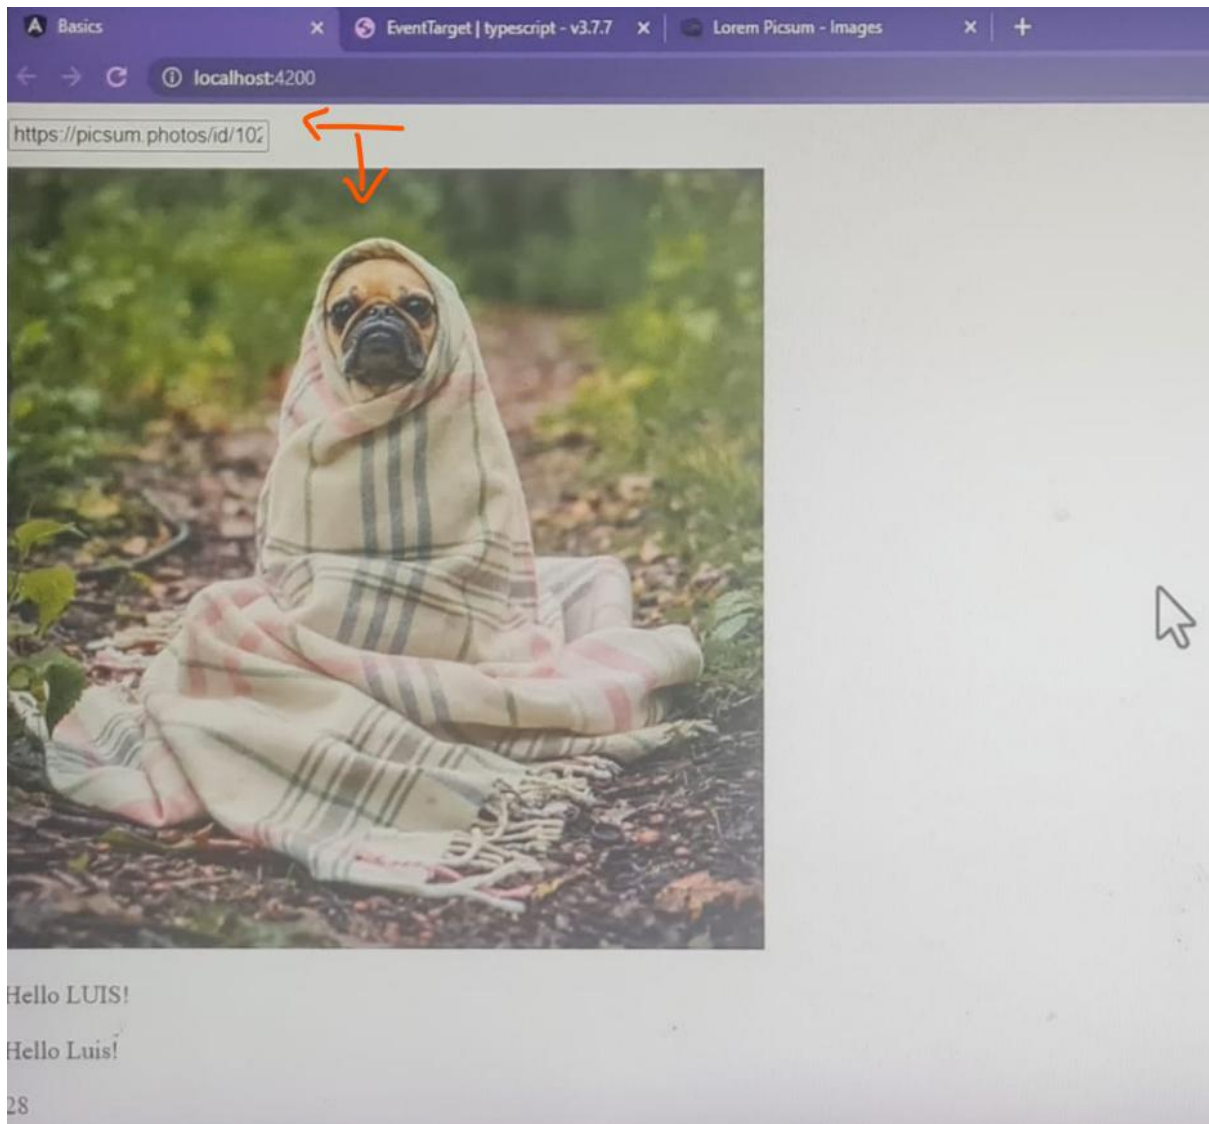 Basics
EventTarget | typescript - v3.7.7
Lorem Picsum - Images
localhost:4200
https://picsum.photos/id/102
Hello LUIS!
Hello Luis!
28